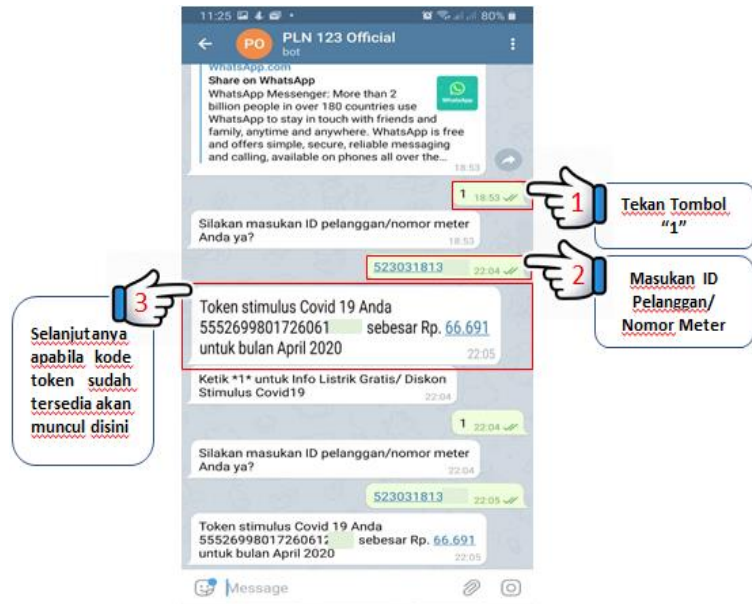 11:25
80%
PO
PLN 123 Official
bot
WhatsApp.com
Share on WhatsApp
WhatsApp Messenger: More than 2
billion people in over 180 countries use
WhatsApp to stay in touch with friends and
family, anytime and anywhere. WhatsApp is free
and offers simple, secure, reliable messaging
and calling, available on phones all over the...
WhatsApp
18:53
1 18:53
1
Tekan Tombol
“1”
Silakan masukan ID pelanggan/nomor meter
Anda ya?
18:53
523031813 22:04
2
Masukan ID
Pelanggan/
Nomor Meter
3
Selanjutanya
apabila kode
token sudah
tersedia akan
muncul disini
Token stimulus Covid 19 Anda
5552699801726061 sebesar Rp. 66.691
untuk bulan April 2020
22:05
Ketik *1* untuk Info Listrik Gratis/ Diskon
Stimulus Covid19
22:04
1 22:04
Silakan masukan ID pelanggan/nomor meter
Anda ya?
22:04
523031813 22:05
Token stimulus Covid 19 Anda
55526998017260612 sebesar Rp. 66.691
untuk bulan April 2020
22:05
Message